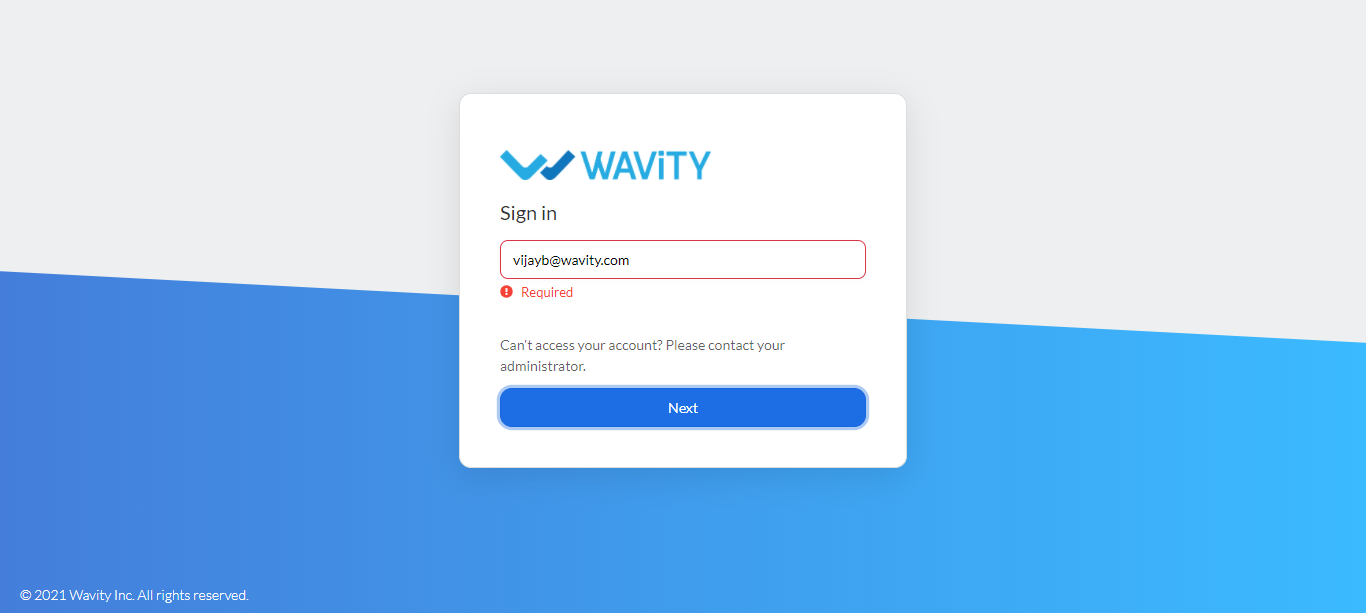 WAViTY
Sign in
vijayb@wavity.com
Required
Can't access your account? Please contact your
administrator.
Next
© 2021 Wavity Inc. All rights reserved.